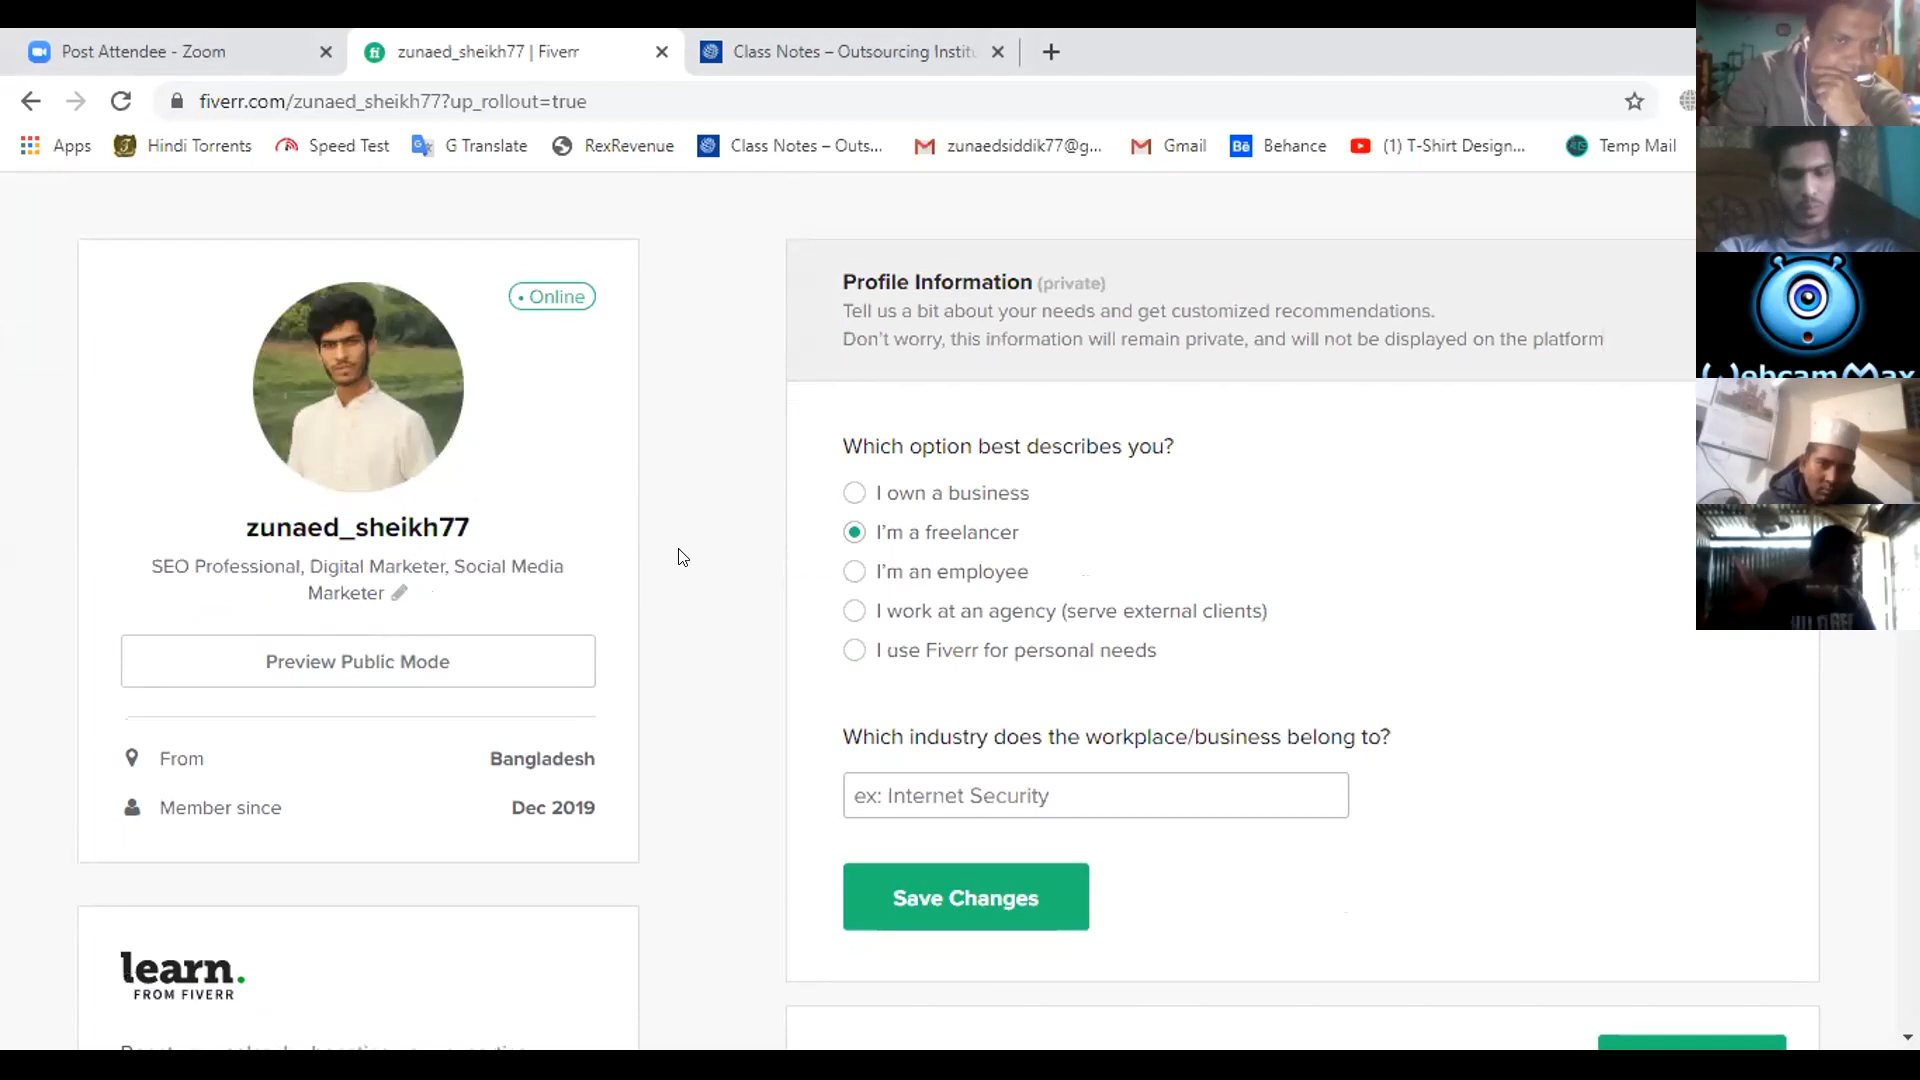 Post Attendee - Zoom
zunaed_sheikh77 | Fiverr
Class Notes – Outsourcing Instit
fiverr.com/zunaed_sheikh77?up_rollout=true
Apps
Hindi Torrents
Speed Test
G Translate
RexRevenue
Class Notes – Outs...
zunaedsiddik77@g...
Gmail
Behance
(1) T-Shirt Design...
Temp Mail
WebcamMax
• Online
zunaed_sheikh77
SEO Professional, Digital Marketer, Social Media
Marketer
Preview Public Mode
From Bangladesh
Member since Dec 2019
learn.
FROM FIVERR
Profile Information (private)
Tell us a bit about your needs and get customized recommendations.
Don't worry, this information will remain private, and will not be displayed on the platform
Which option best describes you?
I own a business
I'm a freelancer
I'm an employee
I work at an agency (serve external clients)
I use Fiverr for personal needs
Which industry does the workplace/business belong to?
ex: Internet Security
Save Changes